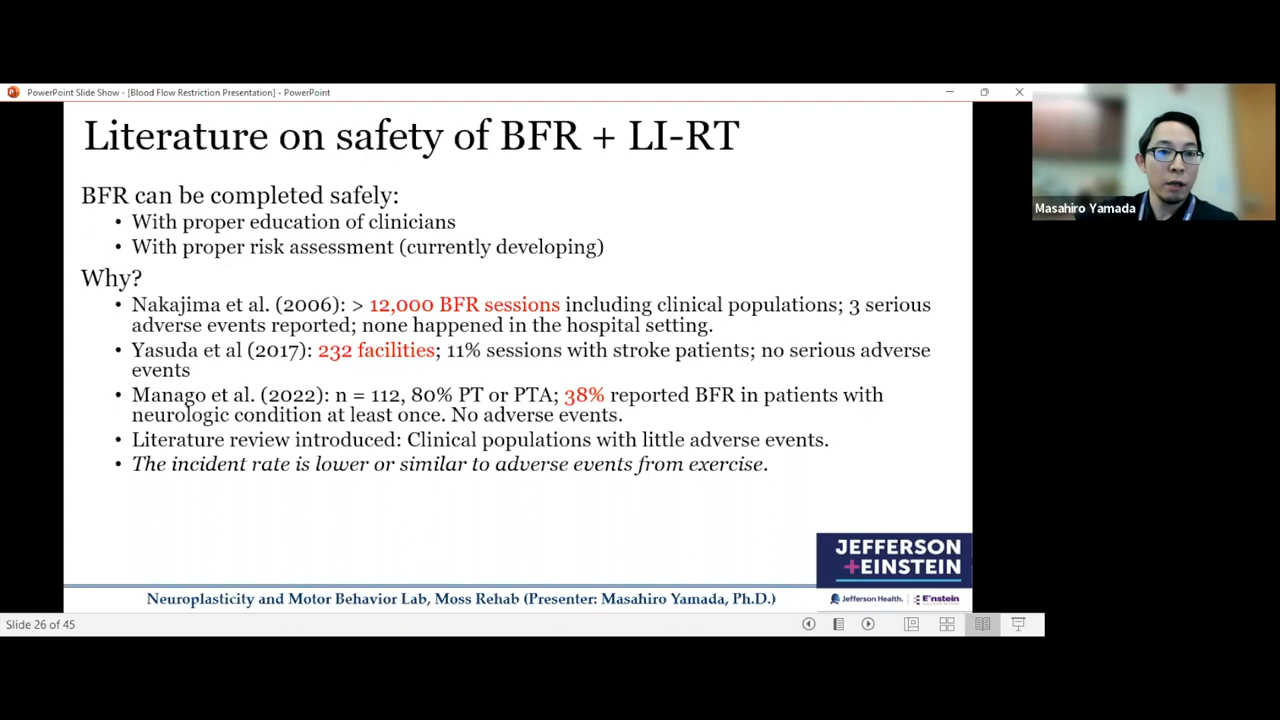 PowerPoint Slide Show - [Blood Flow Restriction Presentation] - PowerPoint
Literature on safety of BFR + LI-RT
BFR can be completed safely:
• With proper education of clinicians
• With proper risk assessment (currently developing)
Why?
• Nakajima et al. (2006): > 12,000 BFR sessions including clinical populations; 3 serious
adverse events reported; none happened in the hospital setting.
• Yasuda et al (2017): 232 facilities; 11% sessions with stroke patients; no serious adverse
events
• Manago et al. (2022): n = 112, 80% PT or PTA; 38% reported BFR in patients with
neurologic condition at least once. No adverse events.
• Literature review introduced: Clinical populations with little adverse events.
• The incident rate is lower or similar to adverse events from exercise.
JEFFERSON
+EINSTEIN
Neuroplasticity and Motor Behavior Lab, Moss Rehab (Presenter: Masahiro Yamada, Ph.D.)
Jefferson Health.
Slide 26 of 45
Masahiro Yamada